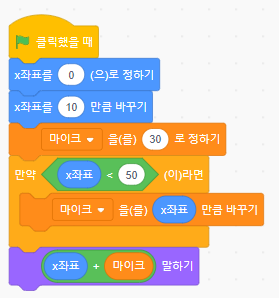 클릭했을 때
x좌표를 0 (으)로 정하기
x좌표를 10 만큼 바꾸기
마이크 을(를) 30 로 정하기
만약 x좌표 < 50 (이)라면
마이크 을(를) x좌표 만큼 바꾸기
x좌표 + 마이크 말하기